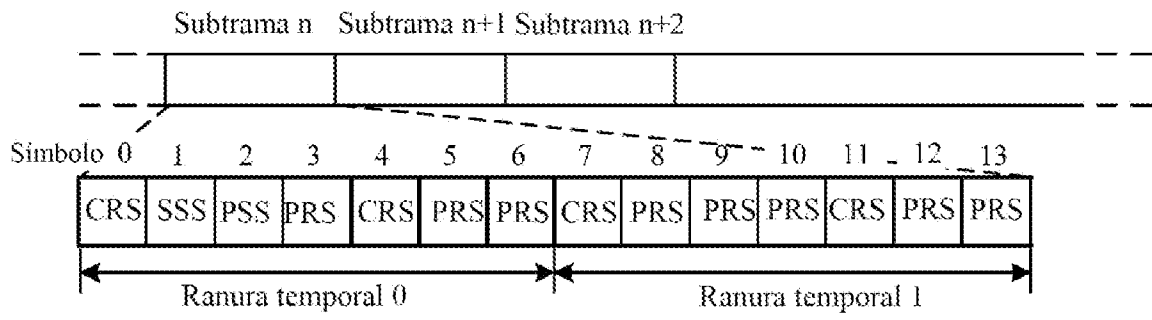 Subtrama n Subtrama n+1 Subtrama n+2
Símbolo 0 1 2 3 4 5 6 7 8 9 10 11 12 13
CRS SSS PSS PRS CRS PRS PRS CRS PRS PRS PRS CRS PRS PRS
Ranura temporal 0 Ranura temporal 1